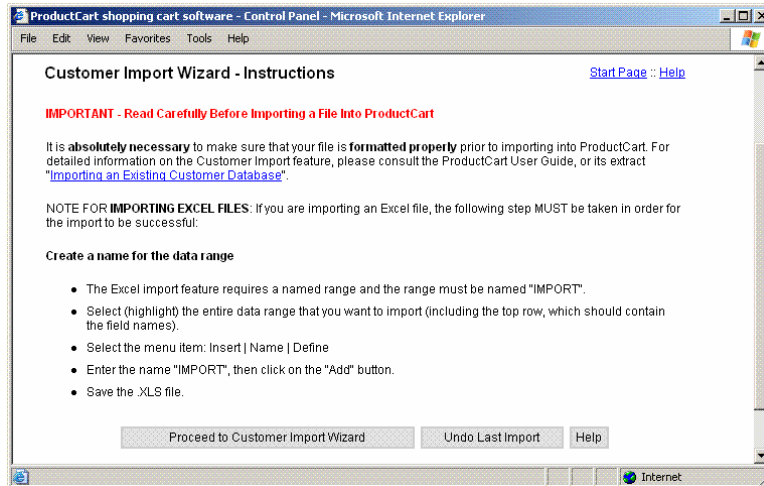 ProductCart shopping cart software - Control Panel - Microsoft Internet Explorer
File Edit View Favorites Tools Help
Customer Import Wizard - Instructions
Start Page :: Help
IMPORTANT - Read Carefully Before Importing a File Into ProductCart
It is absolutely necessary to make sure that your file is formatted properly prior to importing into ProductCart. For
detailed information on the Customer Import feature, please consult the ProductCart User Guide, or its extract
"Importing an Existing Customer Database".
NOTE FOR IMPORTING EXCEL FILES: If you are importing an Excel file, the following step MUST be taken in order for
the import to be successful:
Create a name for the data range
● The Excel import feature requires a named range and the range must be named "IMPORT".
● Select (highlight) the entire data range that you want to import (including the top row, which should contain
the field names).
● Select the menu item: Insert | Name | Define
● Enter the name "IMPORT", then click on the "Add" button.
● Save the .XLS file.
Proceed to Customer Import Wizard Undo Last Import Help
Internet